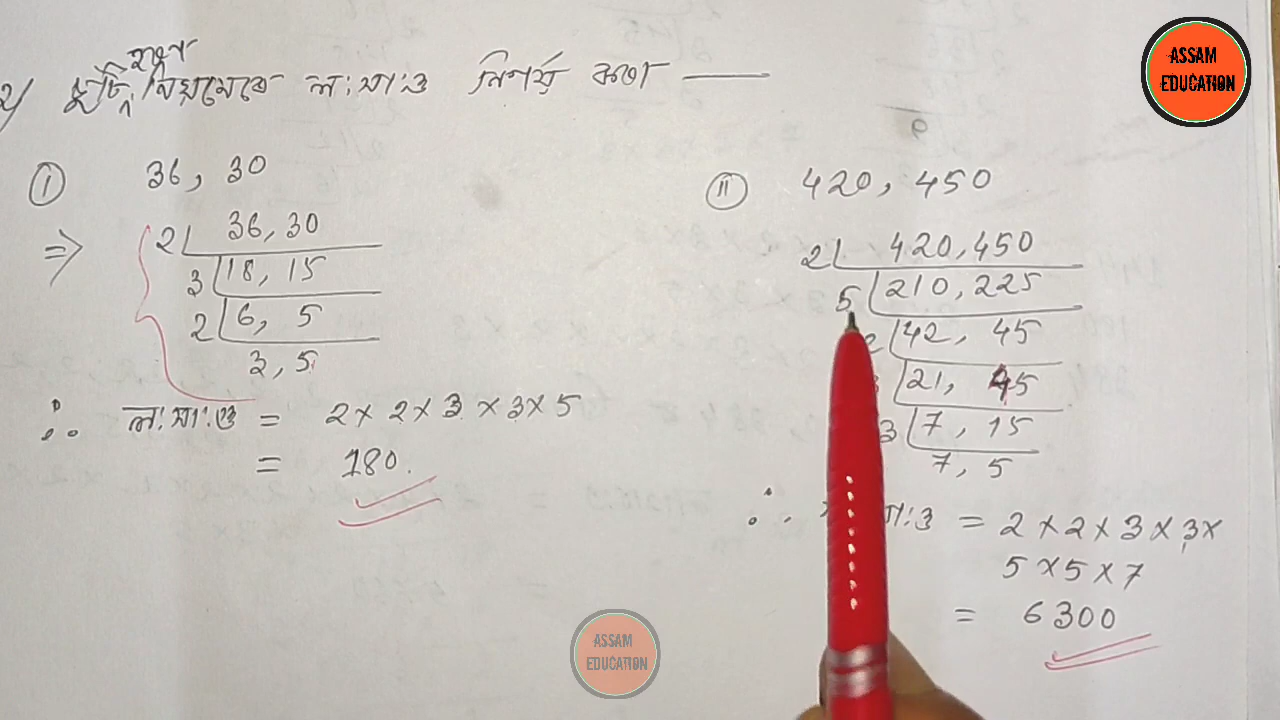 ASSAM
EDUCATION
হৰণ
২) সংক্ষিপ্ত নিয়মেৰে ল:সা:গু নিৰ্ণয় কৰা —
I 36, 30
⇒ 2 36, 30
3 18, 15
2 6, 5
3, 5
∴ ল:সা:গু = 2 × 2 × 3 × 3 × 5
= 180.
II 420, 450
2 420, 450
5 210, 225
2 42, 45
3 21, 45
3 7, 15
7, 5
∴ সা:গু = 2 × 2 × 3 × 3 ×
5 × 5 × 7
= 6300
ASSAM
EDUCATION